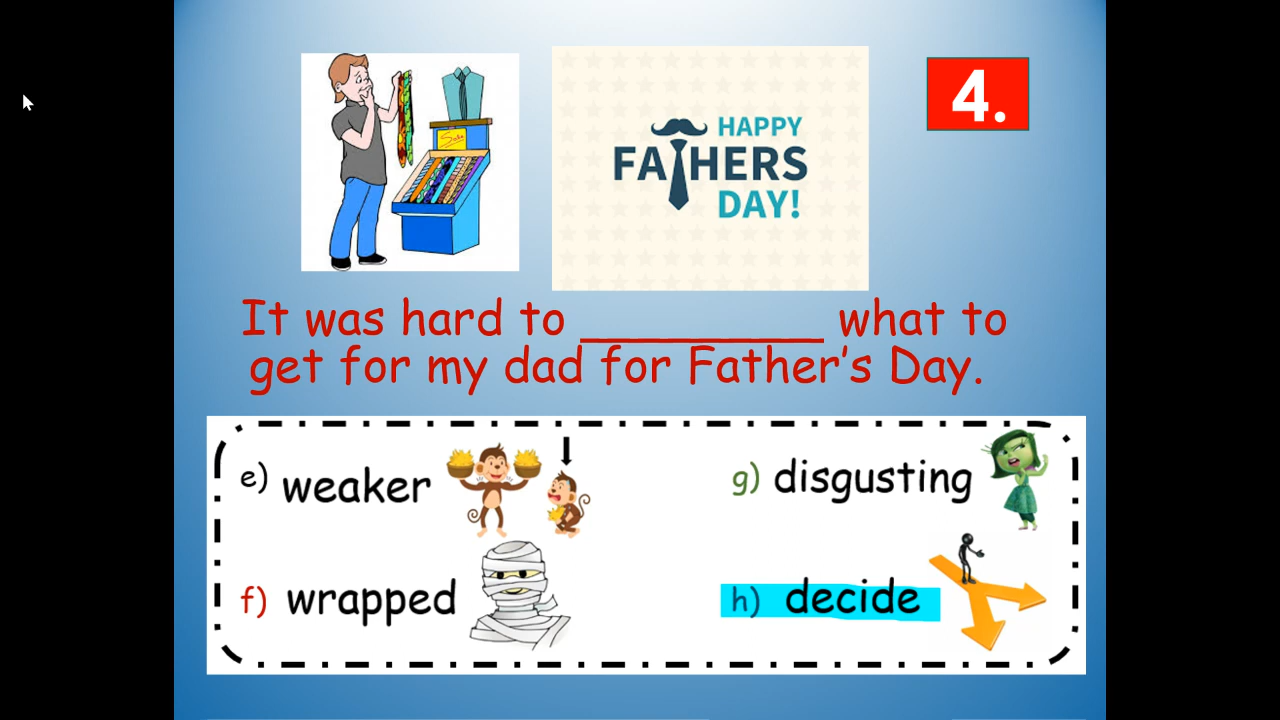 4.
HAPPY
FATHERS
DAY!
It was hard to __________ what to
get for my dad for Father's Day.
e) weaker
g) disgusting
f) wrapped
h) decide